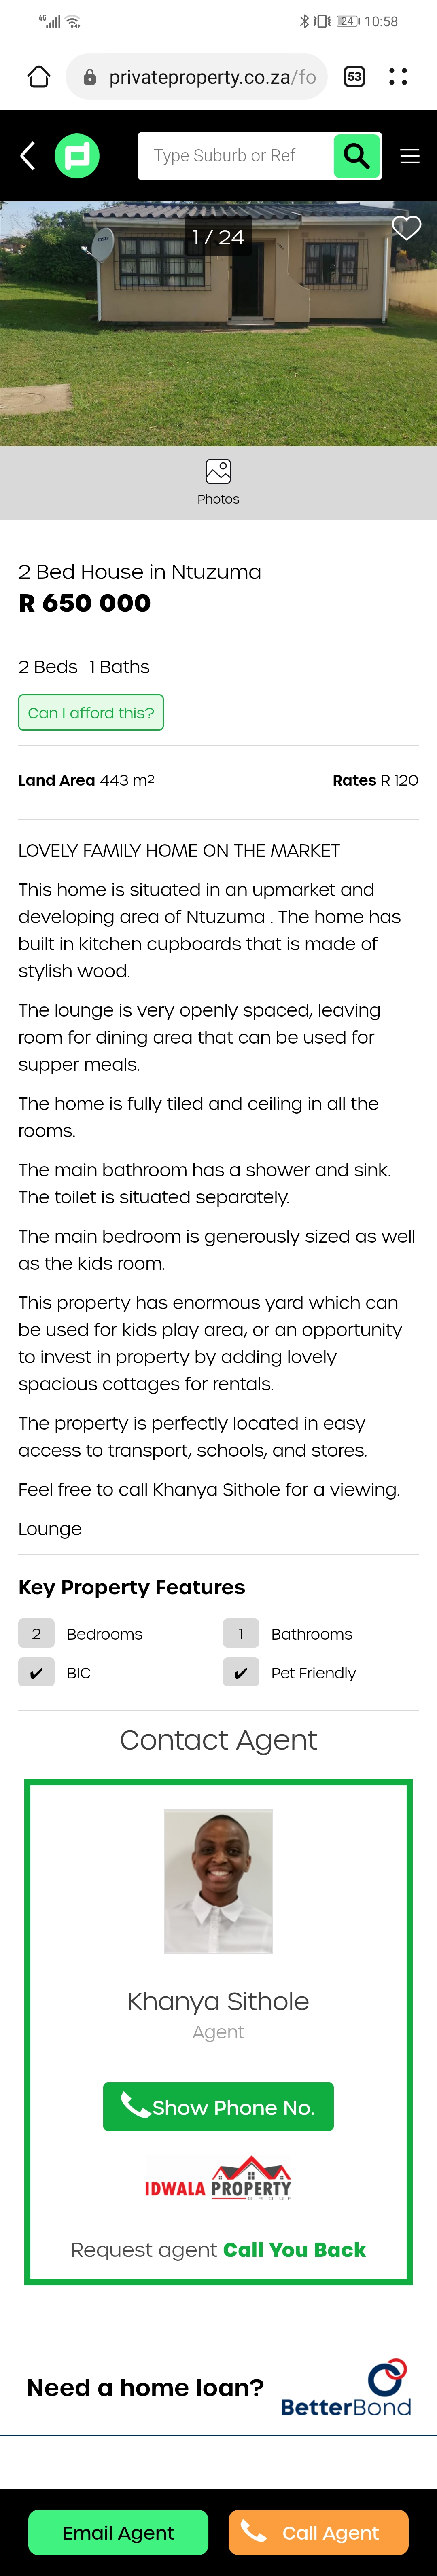 4G
24
10:58
privateproperty.co.za/fo
53
Type Suburb or Ref
1 / 24
Photos
2 Bed House in Ntuzuma
R 650 000
2 Beds 1 Baths
Can I afford this?
Land Area 443 m²
Rates R 120
LOVELY FAMILY HOME ON THE MARKET
This home is situated in an upmarket and
developing area of Ntuzuma . The home has
built in kitchen cupboards that is made of
stylish wood.
The lounge is very openly spaced, leaving
room for dining area that can be used for
supper meals.
The home is fully tiled and ceiling in all the
rooms.
The main bathroom has a shower and sink.
The toilet is situated separately.
The main bedroom is generously sized as well
as the kids room.
This property has enormous yard which can
be used for kids play area, or an opportunity
to invest in property by adding lovely
spacious cottages for rentals.
The property is perfectly located in easy
access to transport, schools, and stores.
Feel free to call Khanya Sithole for a viewing.
Lounge
Key Property Features
2 Bedrooms
1 Bathrooms
✔ BIC
✔ Pet Friendly
Contact Agent
Khanya Sithole
Agent
Show Phone No.
IDWALA PROPERTY
GROUP
Request agent Call You Back
Need a home loan?
BetterBond
Email Agent
Call Agent